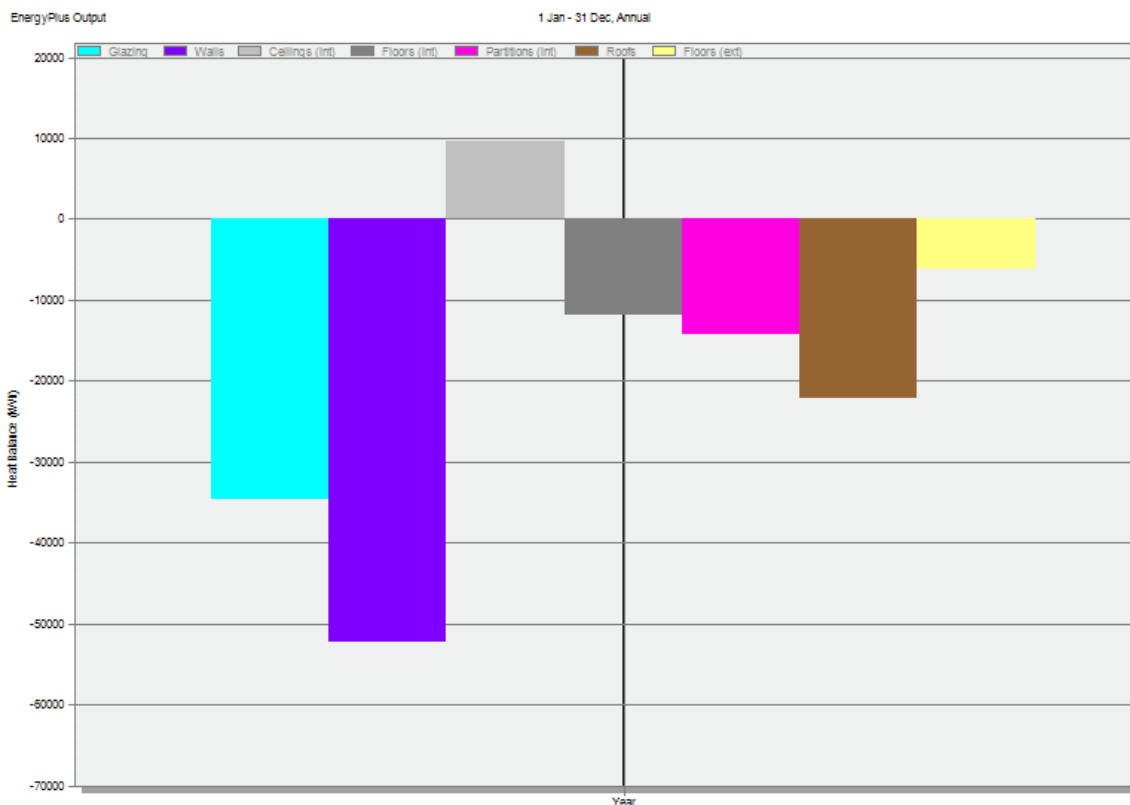 EnergyPlus Output
1 Jan - 31 Dec, Annual
Glazing Walls Ceilings (int) Floors (int) Partitions (int) Roofs Floors (ext)
20000
10000
0
-10000
-20000
-30000
-40000
-50000
-60000
-70000
Heat Balance (kWh)
Year